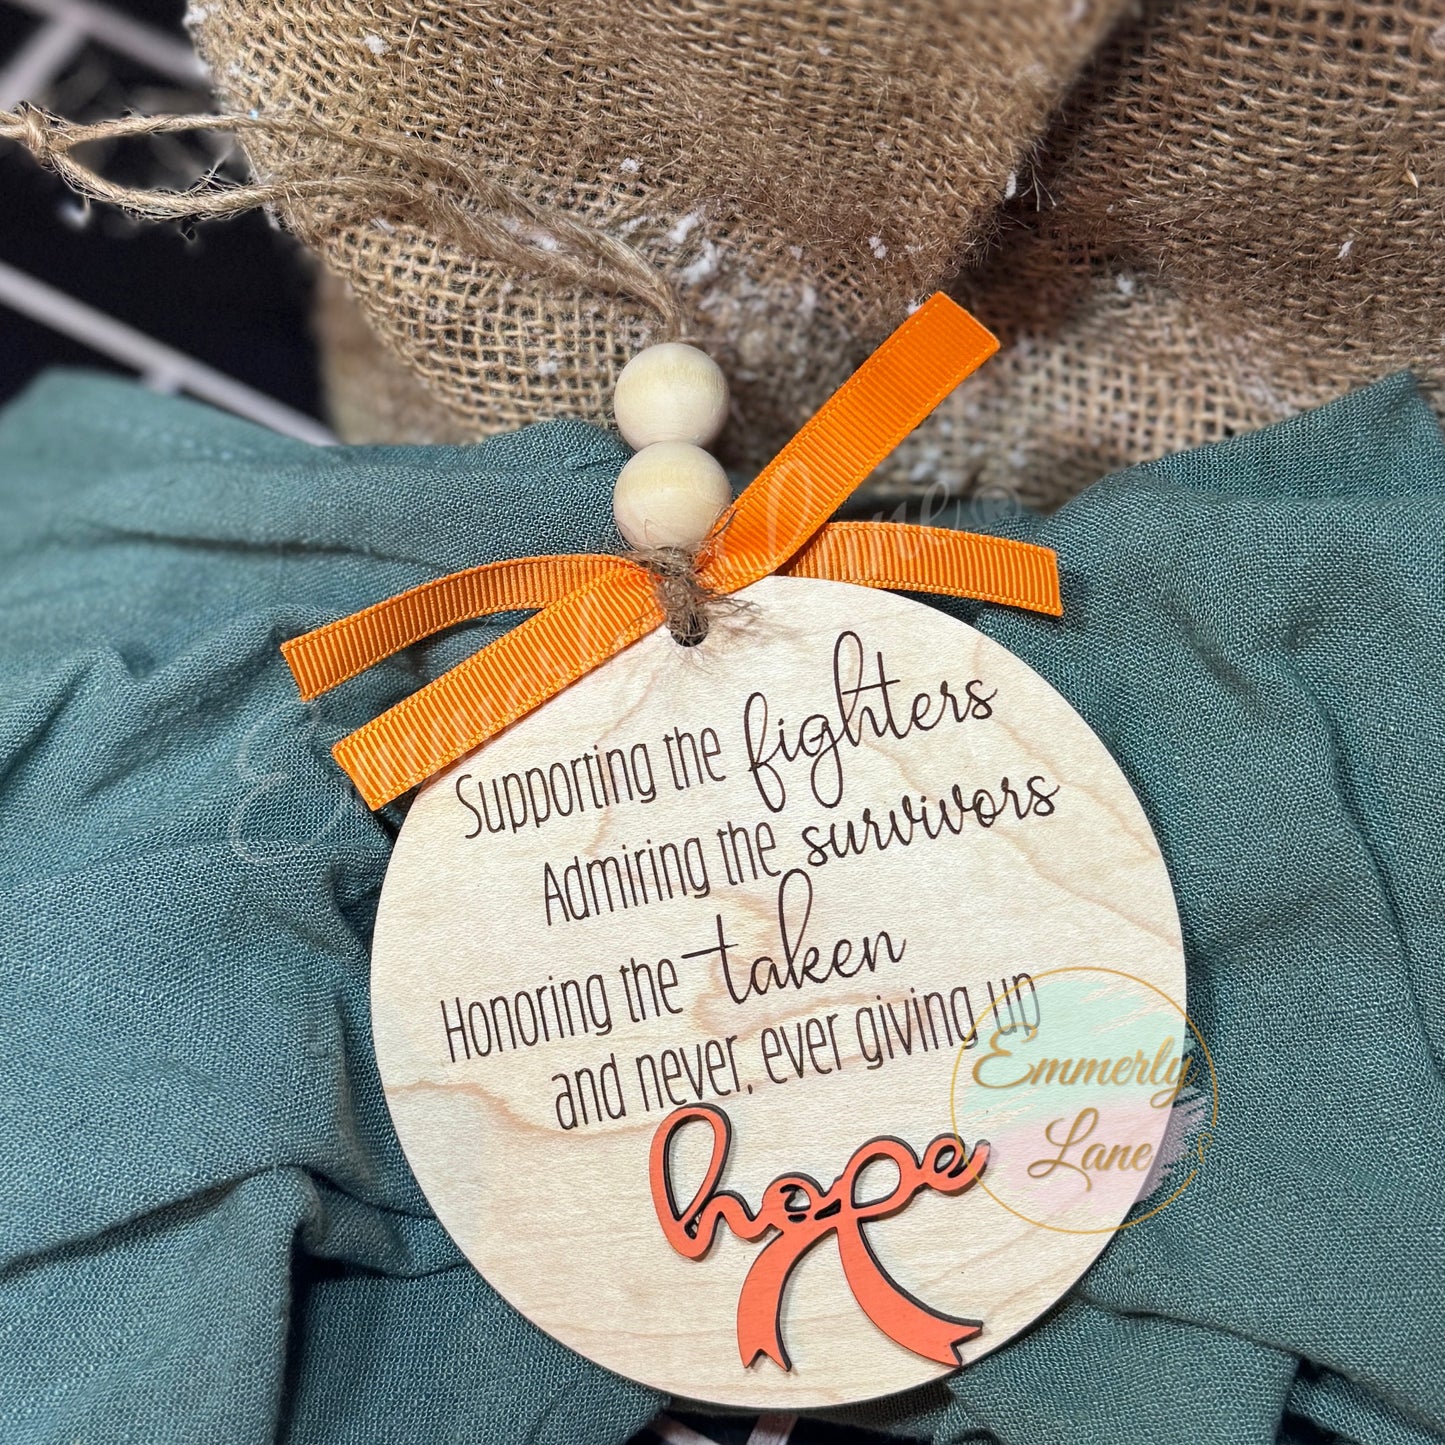 Supporting the fighters
Admiring the survivors
Honoring the taken
and never, ever giving up
hope
Emmerly
Lane